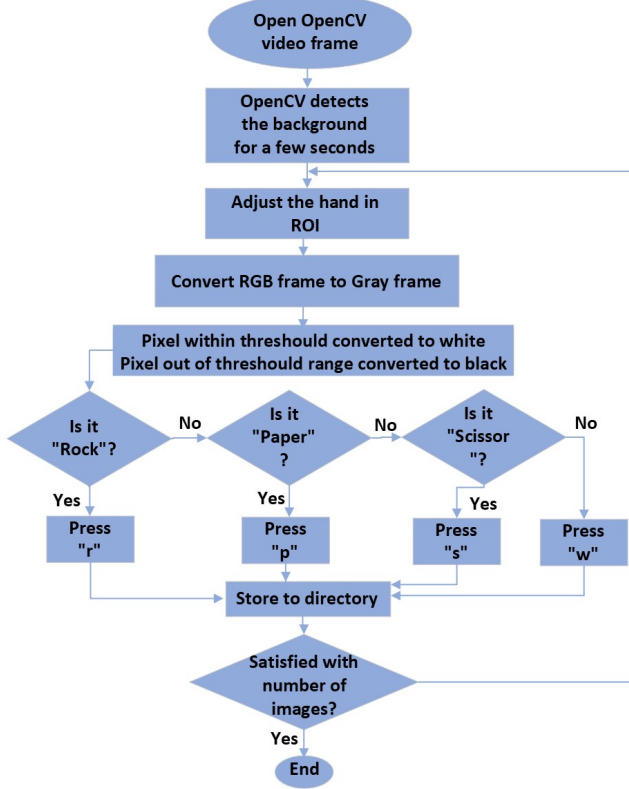 Open OpenCV
video frame
OpenCV detects
the background
for a few seconds
Adjust the hand in
ROI
Convert RGB frame to Gray frame
Pixel within threshould converted to white
Pixel out of threshould range converted to black
Is it
"Rock"?
No
Is it
"Paper"
?
No
Is it
"Scissor
"?
No
Yes
Yes
Yes
Press
"r"
Press
"p"
Press
"s"
Press
"w"
Store to directory
Satisfied with
number of
images?
Yes
End